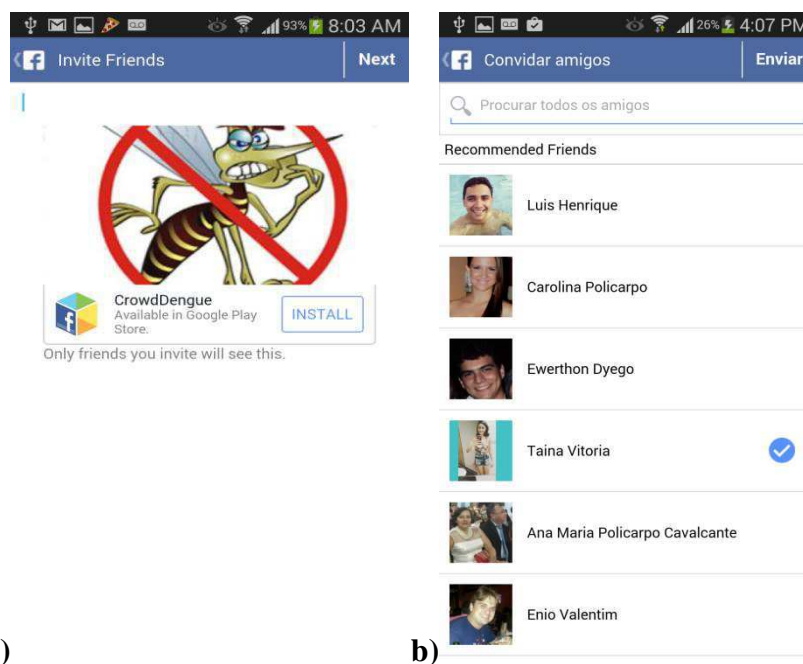 93% 8:03 AM
Invite Friends
Next
CrowdDengue
Available in Google Play
Store.
INSTALL
Only friends you invite will see this.
)
26% 4:07 PM
Convidar amigos
Enviar
Procurar todos os amigos
Recommended Friends
Luis Henrique
Carolina Policarpo
Ewerthon Dyego
Taina Vitoria
Ana Maria Policarpo Cavalcante
Enio Valentim
b)